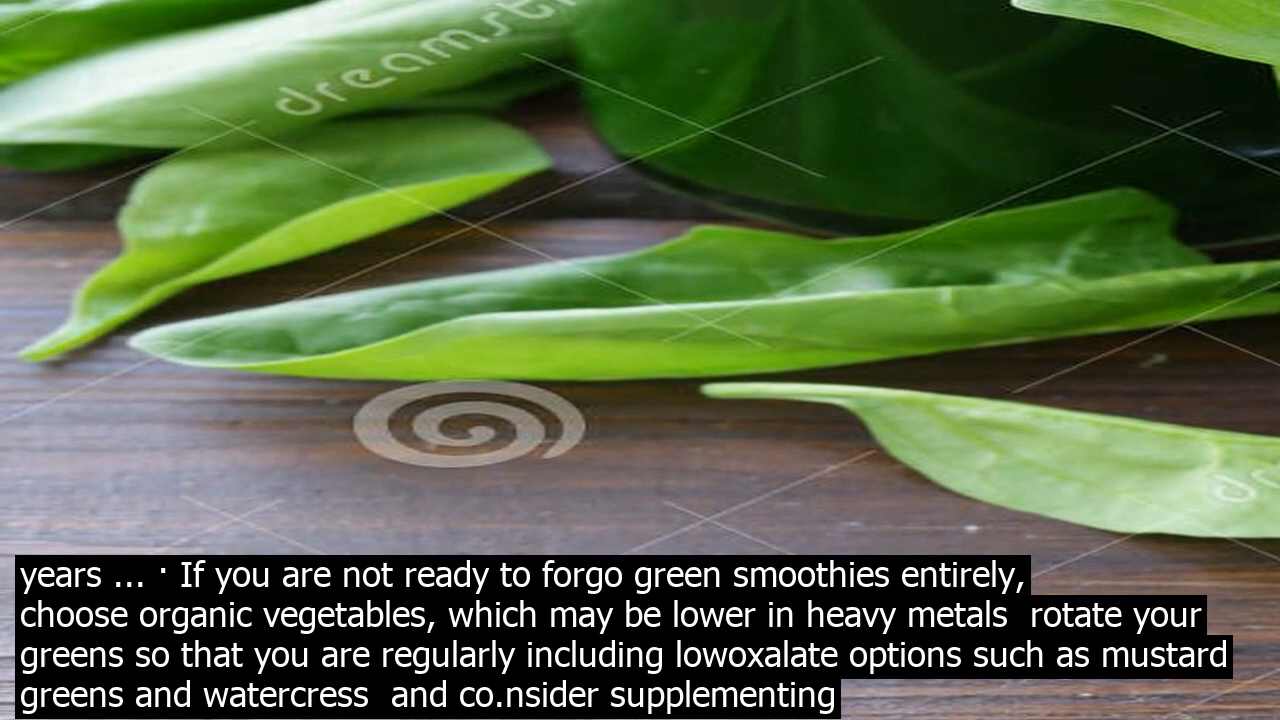 dreamsti
years ... · If you are not ready to forgo green smoothies entirely,
choose organic vegetables, which may be lower in heavy metals  rotate your
greens so that you are regularly including lowoxalate options such as mustard
greens and watercress  and co.nsider supplementing